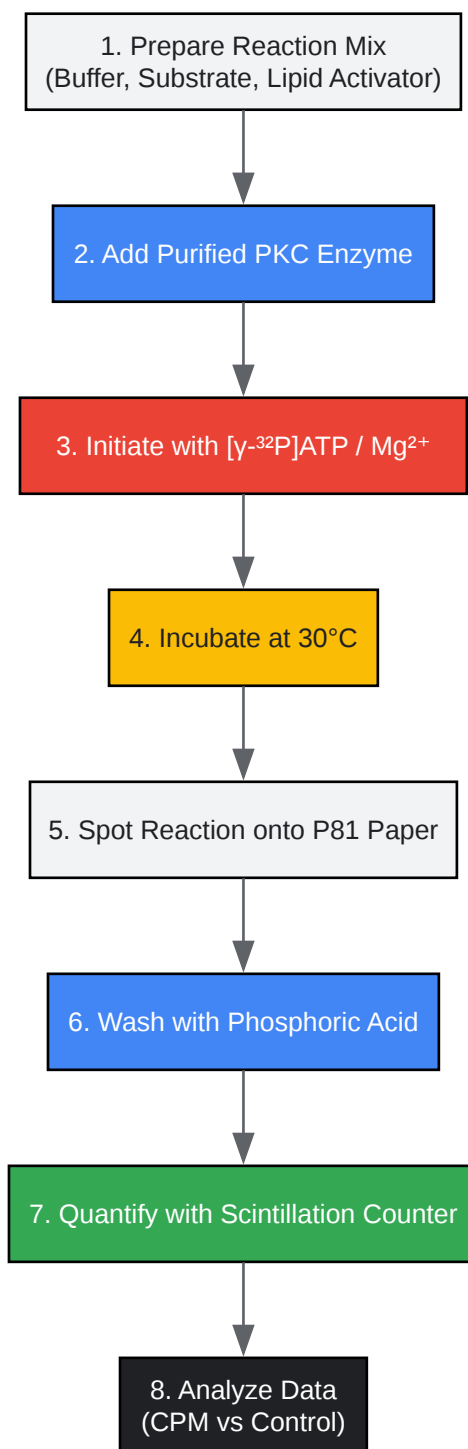 1. Prepare Reaction Mix
(Buffer, Substrate, Lipid Activator)
2. Add Purified PKC Enzyme
3. Initiate with [γ-³²P]ATP / Mg²⁺
4. Incubate at 30°C
5. Spot Reaction onto P81 Paper
6. Wash with Phosphoric Acid
7. Quantify with Scintillation Counter
8. Analyze Data
(CPM vs Control)